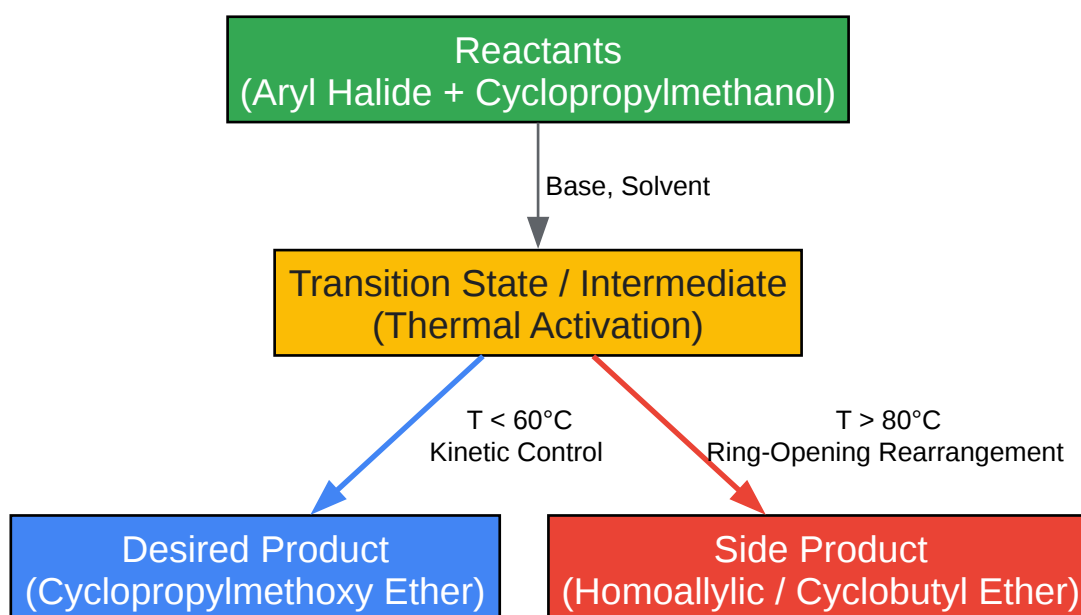 Reactants
(Aryl Halide + Cyclopropylmethanol)
Base, Solvent
Transition State / Intermediate
(Thermal Activation)
T < 60°C
Kinetic Control
T > 80°C
Ring-Opening Rearrangement
Desired Product
(Cyclopropylmethoxy Ether)
Side Product
(Homoallylic / Cyclobutyl Ether)